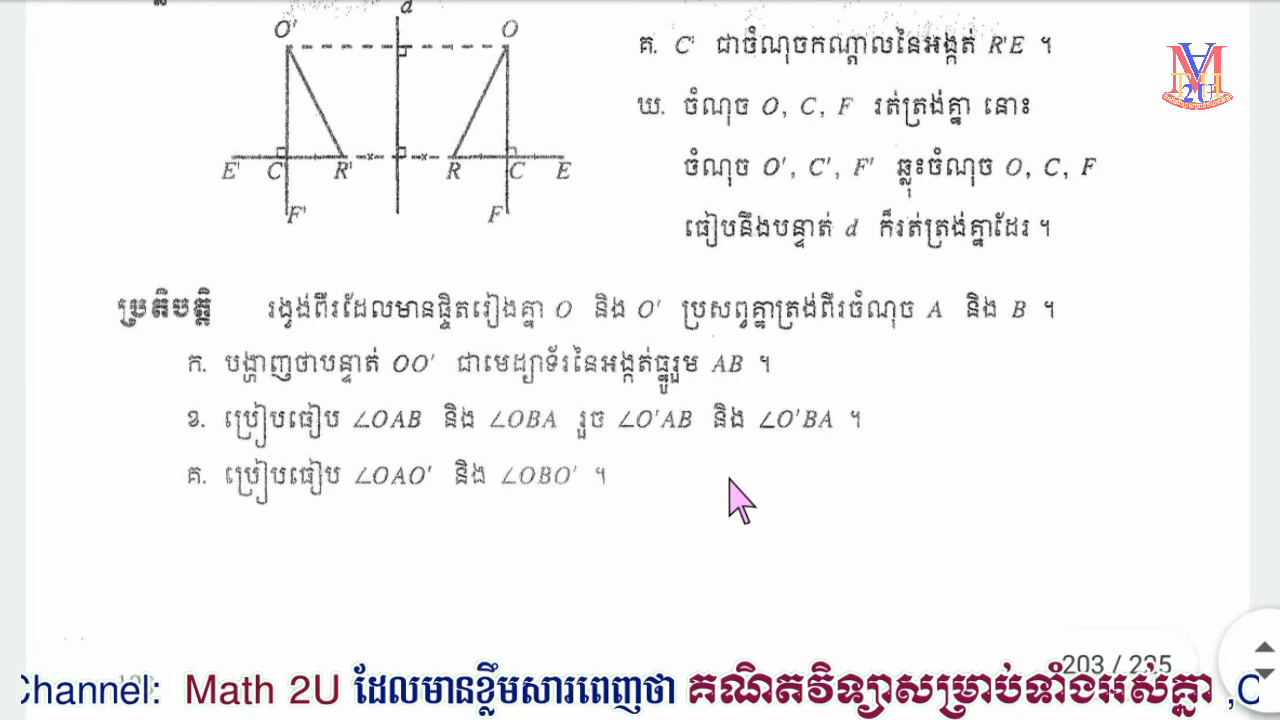 d
O' O
E' C' R' R C E
F' F
គ. C' ជាចំណុចកណ្តាលនៃអង្កត់ R'E ។
ឃ. ចំណុច O, C, F រត់ត្រង់គ្នា នោះ
ចំណុច O', C', F' ឆ្លុះចំណុច O, C, F
ធៀបនឹងបន្ទាត់ d ក៏រត់ត្រង់គ្នាដែរ ។
ប្រតិបត្តិ រង្វង់ពីរដែលមានផ្ចិតរៀងគ្នា O និង O' ប្រសព្វគ្នាត្រង់ពីរចំណុច A និង B ។
ក. បង្ហាញថាបន្ទាត់ OO' ជាមេដ្យាទ័រនៃអង្កត់ធ្នូរួម AB ។
ខ. ប្រៀបធៀប ∠OAB និង ∠OBA រួច ∠O'AB និង ∠O'BA ។
គ. ប្រៀបធៀប ∠OAO' និង ∠OBO' ។
203 / 225
Channel: Math 2U ដែលមានខ្លឹមសារពេញថា គណិតវិទ្យាសម្រាប់ទាំងអស់គ្នា ,C